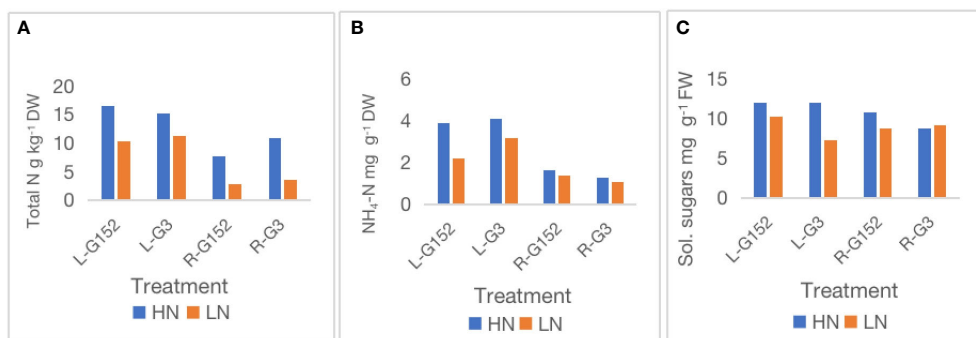 A
Total N g kg⁻¹ DW
20
15
10
5
0
L-G152
L-G3
R-G152
R-G3
Treatment
HN LN
B
NH₄-N mg g⁻¹ DW
6
4
2
0
L-G152
L-G3
R-G152
R-G3
Treatment
HN LN
C
Sol. sugars mg g⁻¹ FW
15
10
5
0
L-G152
L-G3
R-G152
R-G3
Treatment
HN LN